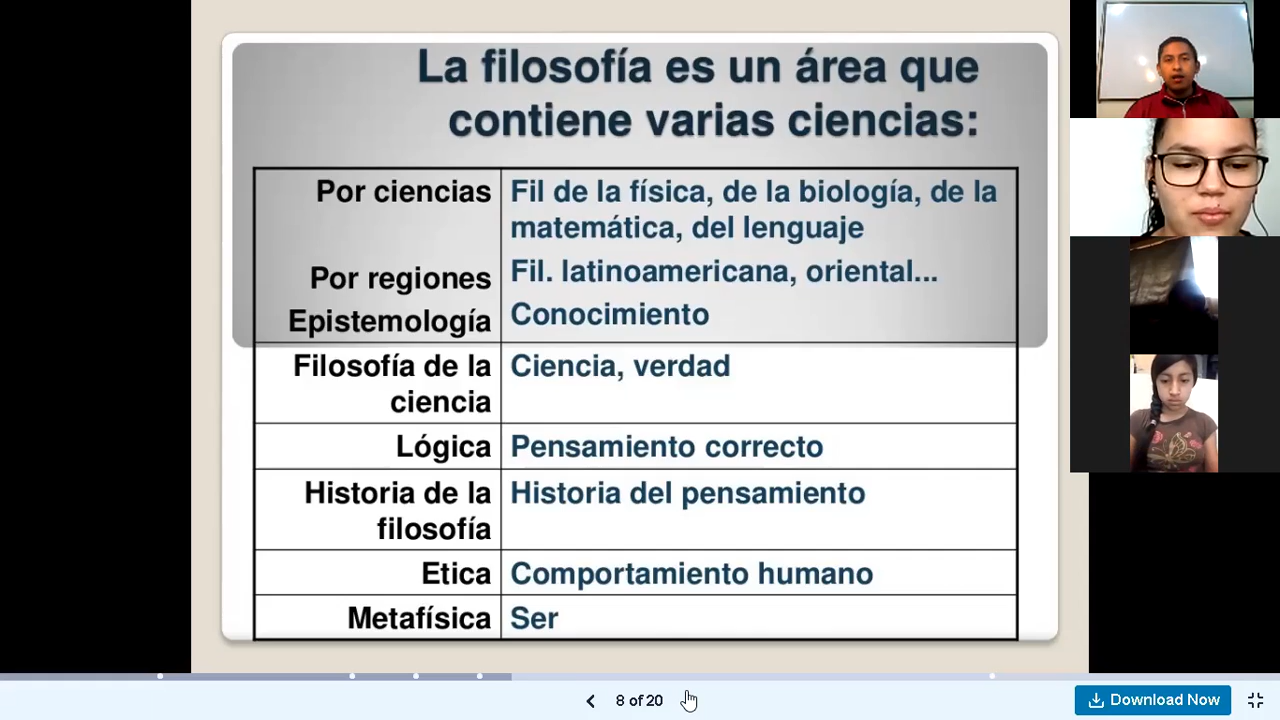 La filosofía es un área que
contiene varias ciencias:
Por ciencias
Fil de la física, de la biología, de la
matemática, del lenguaje
Por regiones
Fil. latinoamericana, oriental...
Epistemología
Conocimiento
Filosofía de la
ciencia
Ciencia, verdad
Lógica
Pensamiento correcto
Historia de la
filosofía
Historia del pensamiento
Etica
Comportamiento humano
Metafísica
Ser
8 of 20
Download Now